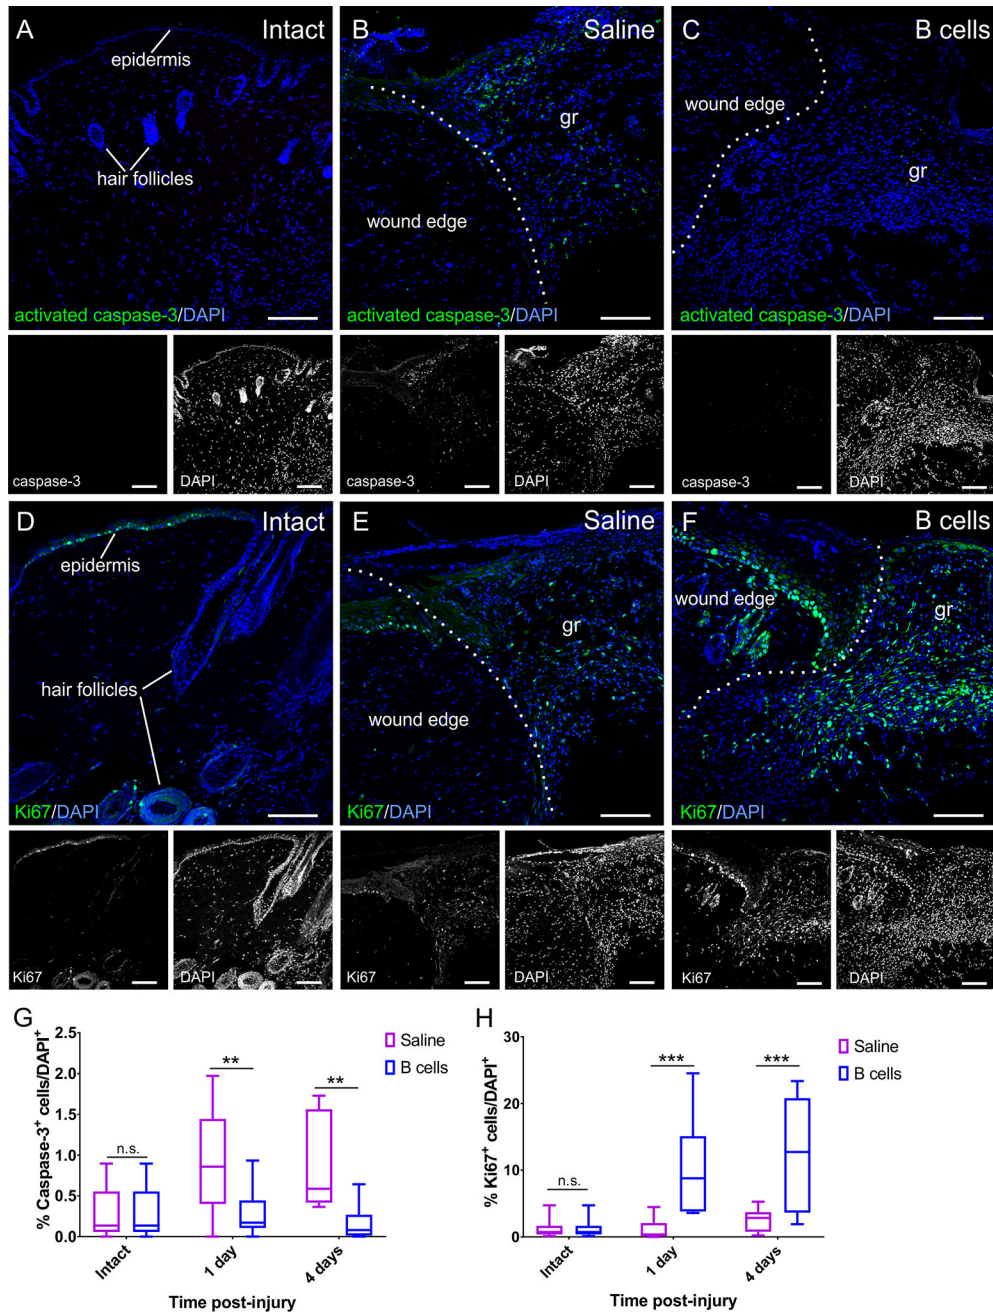 A
Intact
epidermis
hair follicles
activated caspase-3/DAPI
B
Saline
gr
wound edge
activated caspase-3/DAPI
C
B cells
wound edge
gr
activated caspase-3/DAPI
caspase-3
DAPI
caspase-3
DAPI
caspase-3
DAPI
D
Intact
epidermis
hair follicles
Ki67/DAPI
E
Saline
gr
wound edge
Ki67/DAPI
F
B cells
wound edge
gr
Ki67/DAPI
Ki67
DAPI
Ki67
DAPI
Ki67
DAPI
G
% Caspase-3⁺ cells/DAPI⁺
2.5
2.0
1.5
1.0
0.5
0.0
n.s.
**
**
Saline
B cells
Intact
1 day
4 days
Time post-injury
H
% Ki67⁺ cells/DAPI⁺
30
20
10
0
n.s.
***
***
Saline
B cells
Intact
1 day
4 days
Time post-injury